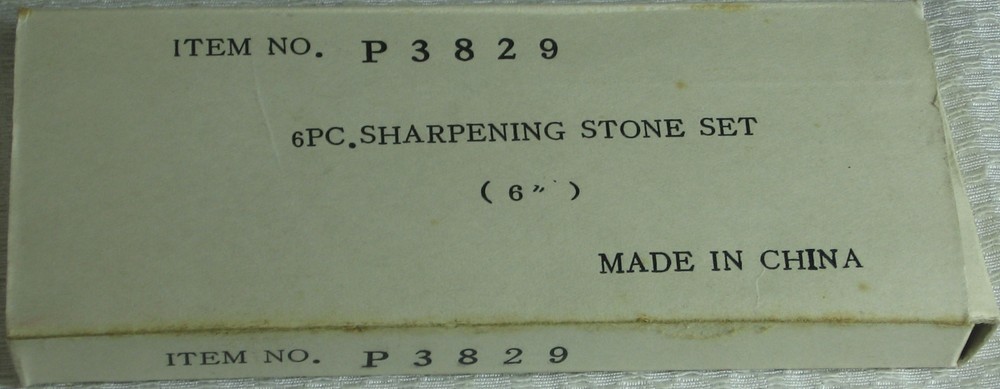 ITEM NO. P3829
6PC.SHARPENING STONE SET
( 6" )
MADE IN CHINA
ITEM NO. P3829